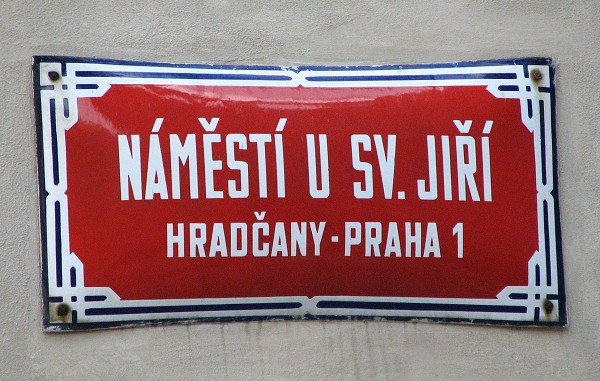 NÁMĚSTÍ U SV. JIŘÍ
HRADČANY - PRAHA 1